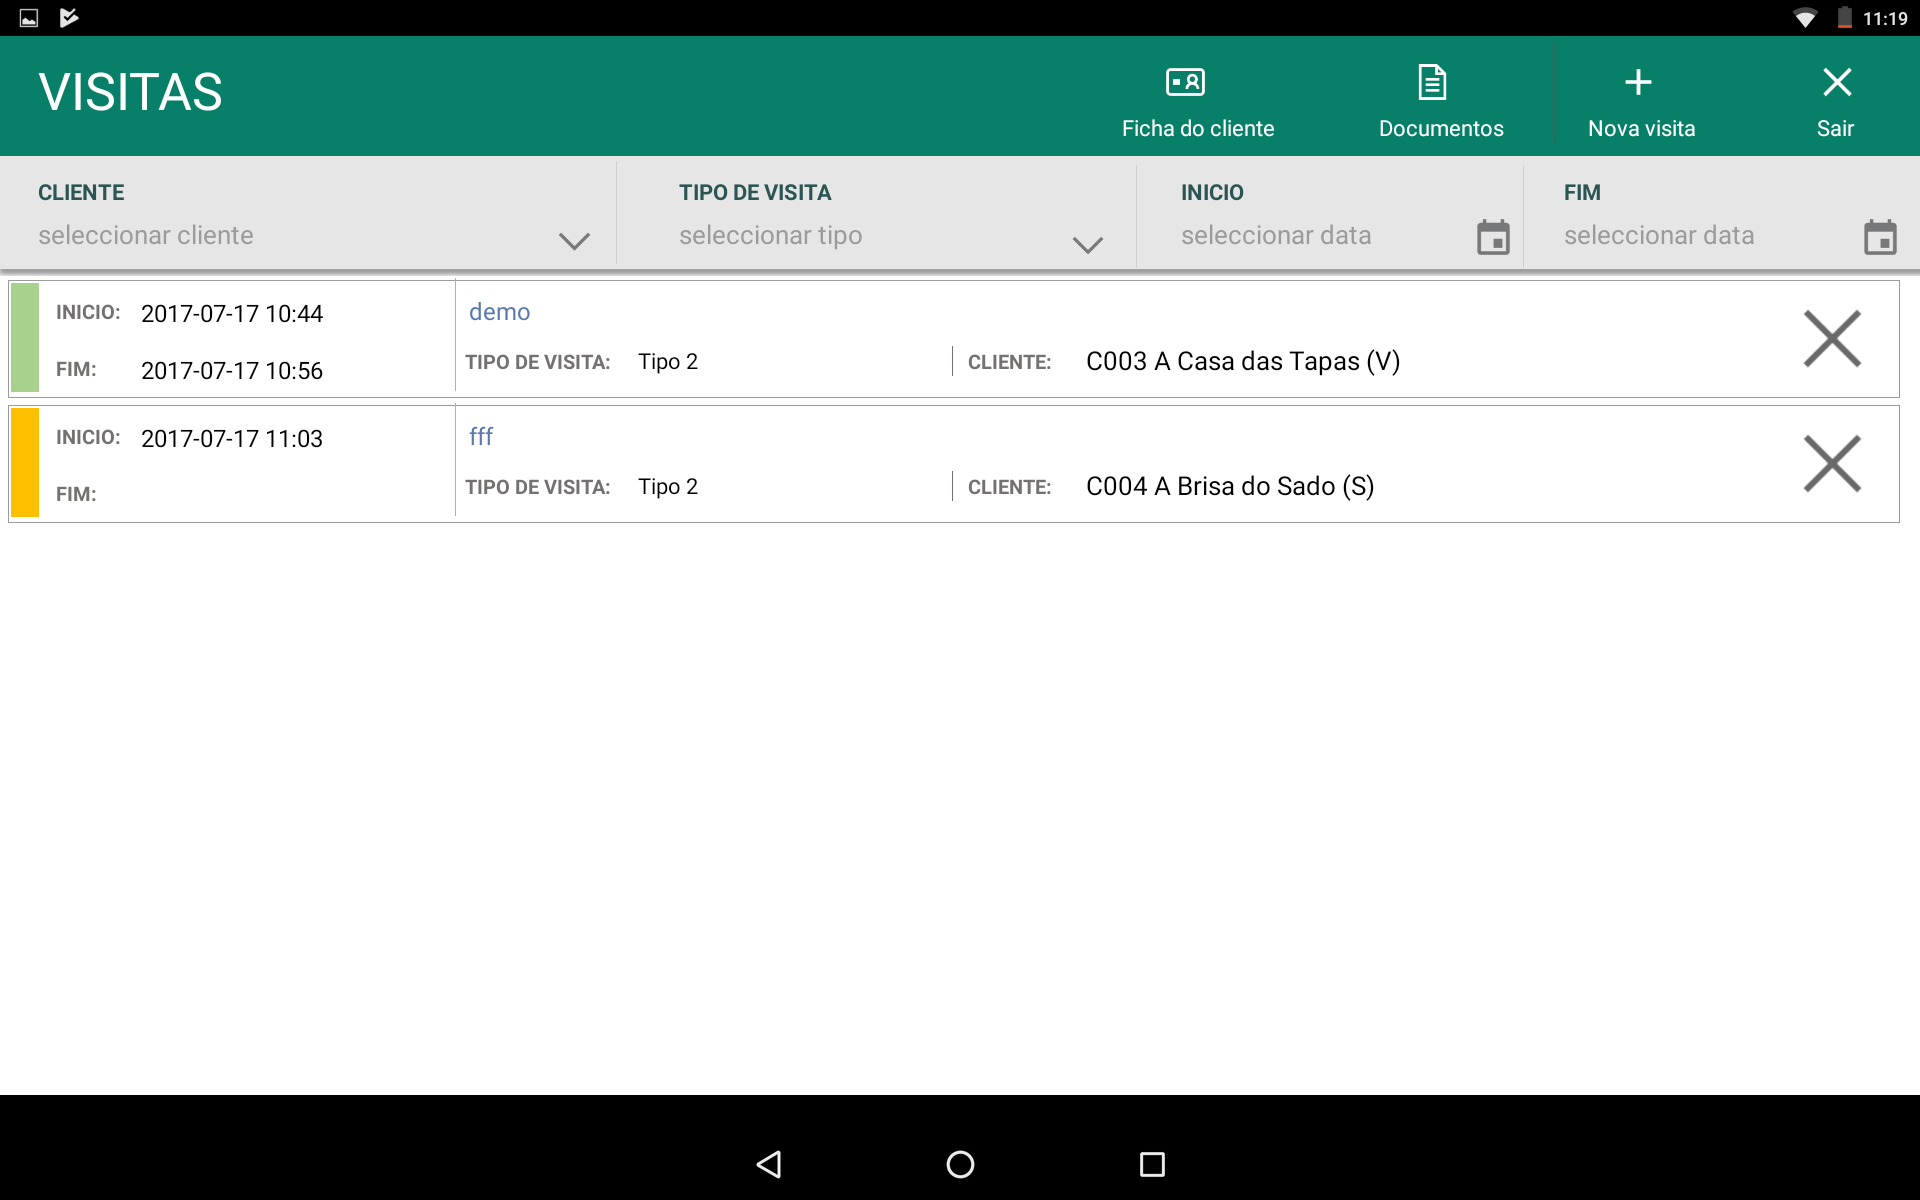 11:19
VISITAS
Ficha do cliente
Documentos
Nova visita
Sair
CLIENTE
seleccionar cliente
TIPO DE VISITA
seleccionar tipo
INICIO
seleccionar data
FIM
seleccionar data
INICIO: 2017-07-17 10:44
demo
FIM: 2017-07-17 10:56
TIPO DE VISITA: Tipo 2
CLIENTE: C003 A Casa das Tapas (V)
INICIO: 2017-07-17 11:03
fff
FIM:
TIPO DE VISITA: Tipo 2
CLIENTE: C004 A Brisa do Sado (S)